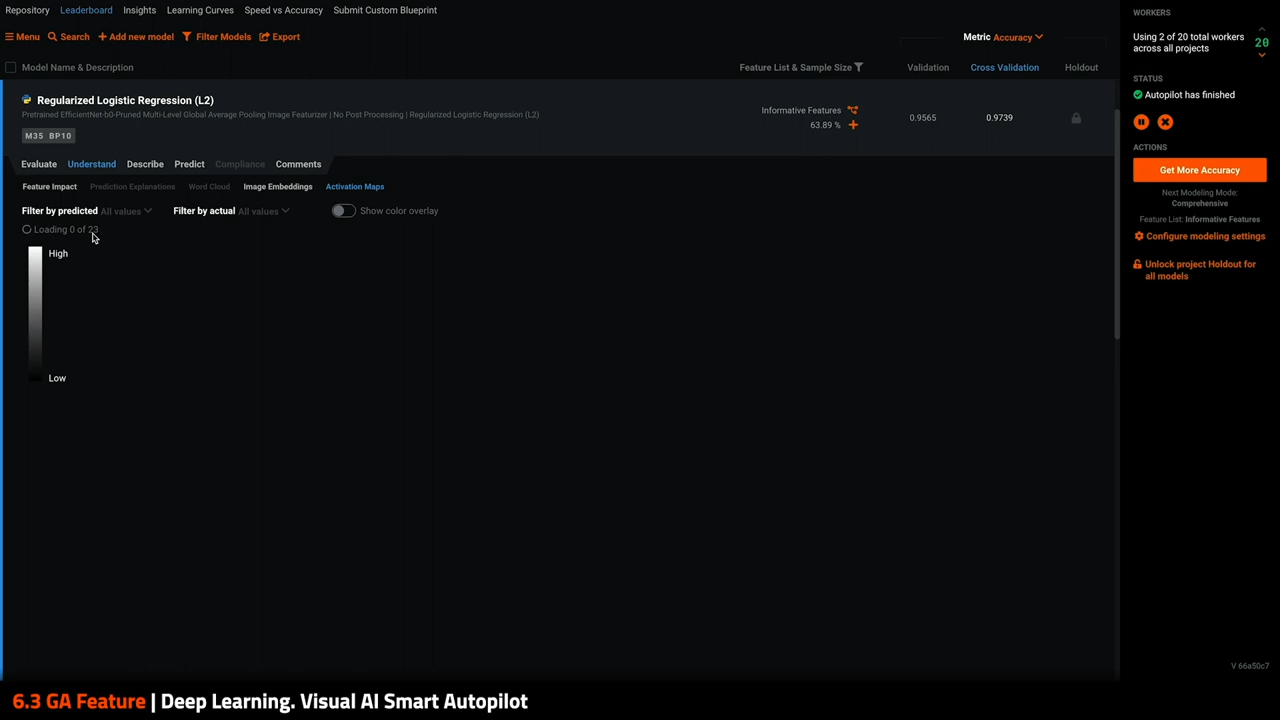 Repository Leaderboard Insights Learning Curves Speed vs Accuracy Submit Custom Blueprint
Menu Search Add new model Filter Models Export
Metric Accuracy
Model Name & Description Feature List & Sample Size Validation Cross Validation Holdout
Regularized Logistic Regression (L2)
Pretrained EfficientNet-b0-Pruned Multi-Level Global Average Pooling Image Featurizer | No Post Processing | Regularized Logistic Regression (L2)
M35 BP10
Informative Features
63.89 %
0.9565 0.9739
Evaluate Understand Describe Predict Compliance Comments
Feature Impact Prediction Explanations Word Cloud Image Embeddings Activation Maps
Filter by predicted All values Filter by actual All values Show color overlay
Loading 0 of 23
High
Low
WORKERS
Using 2 of 20 total workers
across all projects
20
STATUS
Autopilot has finished
ACTIONS
Get More Accuracy
Next Modeling Mode:
Comprehensive
Feature List: Informative Features
Configure modeling settings
Unlock project Holdout for
all models
V 66a50c7
6.3 GA Feature | Deep Learning. Visual AI Smart Autopilot